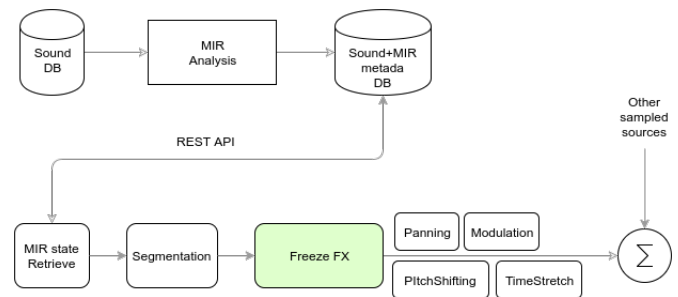 Sound
DB
MIR
Analysis
Sound+MIR
metada
DB
Other
sampled
sources
REST API
MIR state
Retrieve
Segmentation
Freeze FX
Panning
Modulation
PItchShifting
TimeStretch
Σ